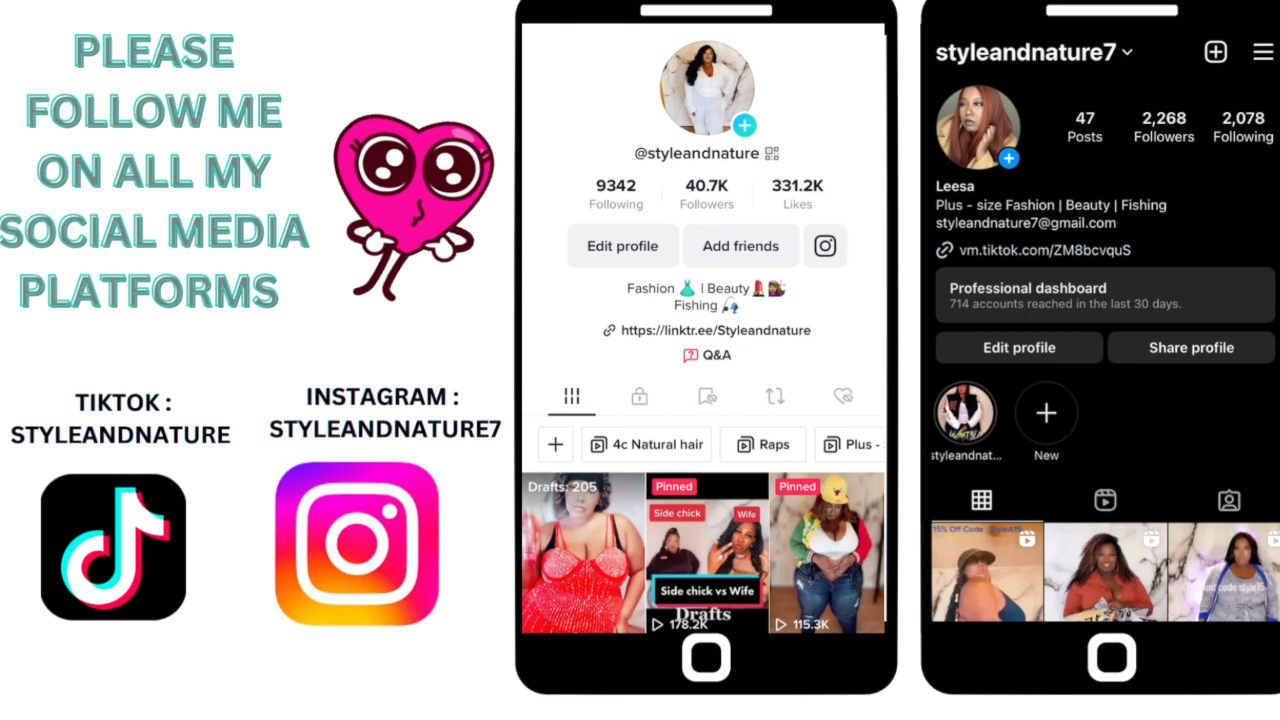 PLEASE
FOLLOW ME
ON ALL MY
SOCIAL MEDIA
PLATFORMS
TIKTOK :
STYLEANDNATURE
INSTAGRAM :
STYLEANDNATURE7
@styleandnature
9342 40.7K 331.2K
Following Followers Likes
Edit profile Add friends
Fashion | Beauty
Fishing
https://linktr.ee/Styleandnature
Q&A
4c Natural hair Raps Plus -
Drafts: 205 Pinned Pinned
Side chick Wife
Side chick vs Wife
Drafts
178.2K 115.3K
styleandnature7
47 2,268 2,078
Posts Followers Following
Leesa
Plus - size Fashion | Beauty | Fishing
styleandnature7@gmail.com
vm.tiktok.com/ZM8bcvquS
Professional dashboard
714 accounts reached in the last 30 days.
Edit profile Share profile
styleandnat... New
15% Off Code : StyleA15
code style15